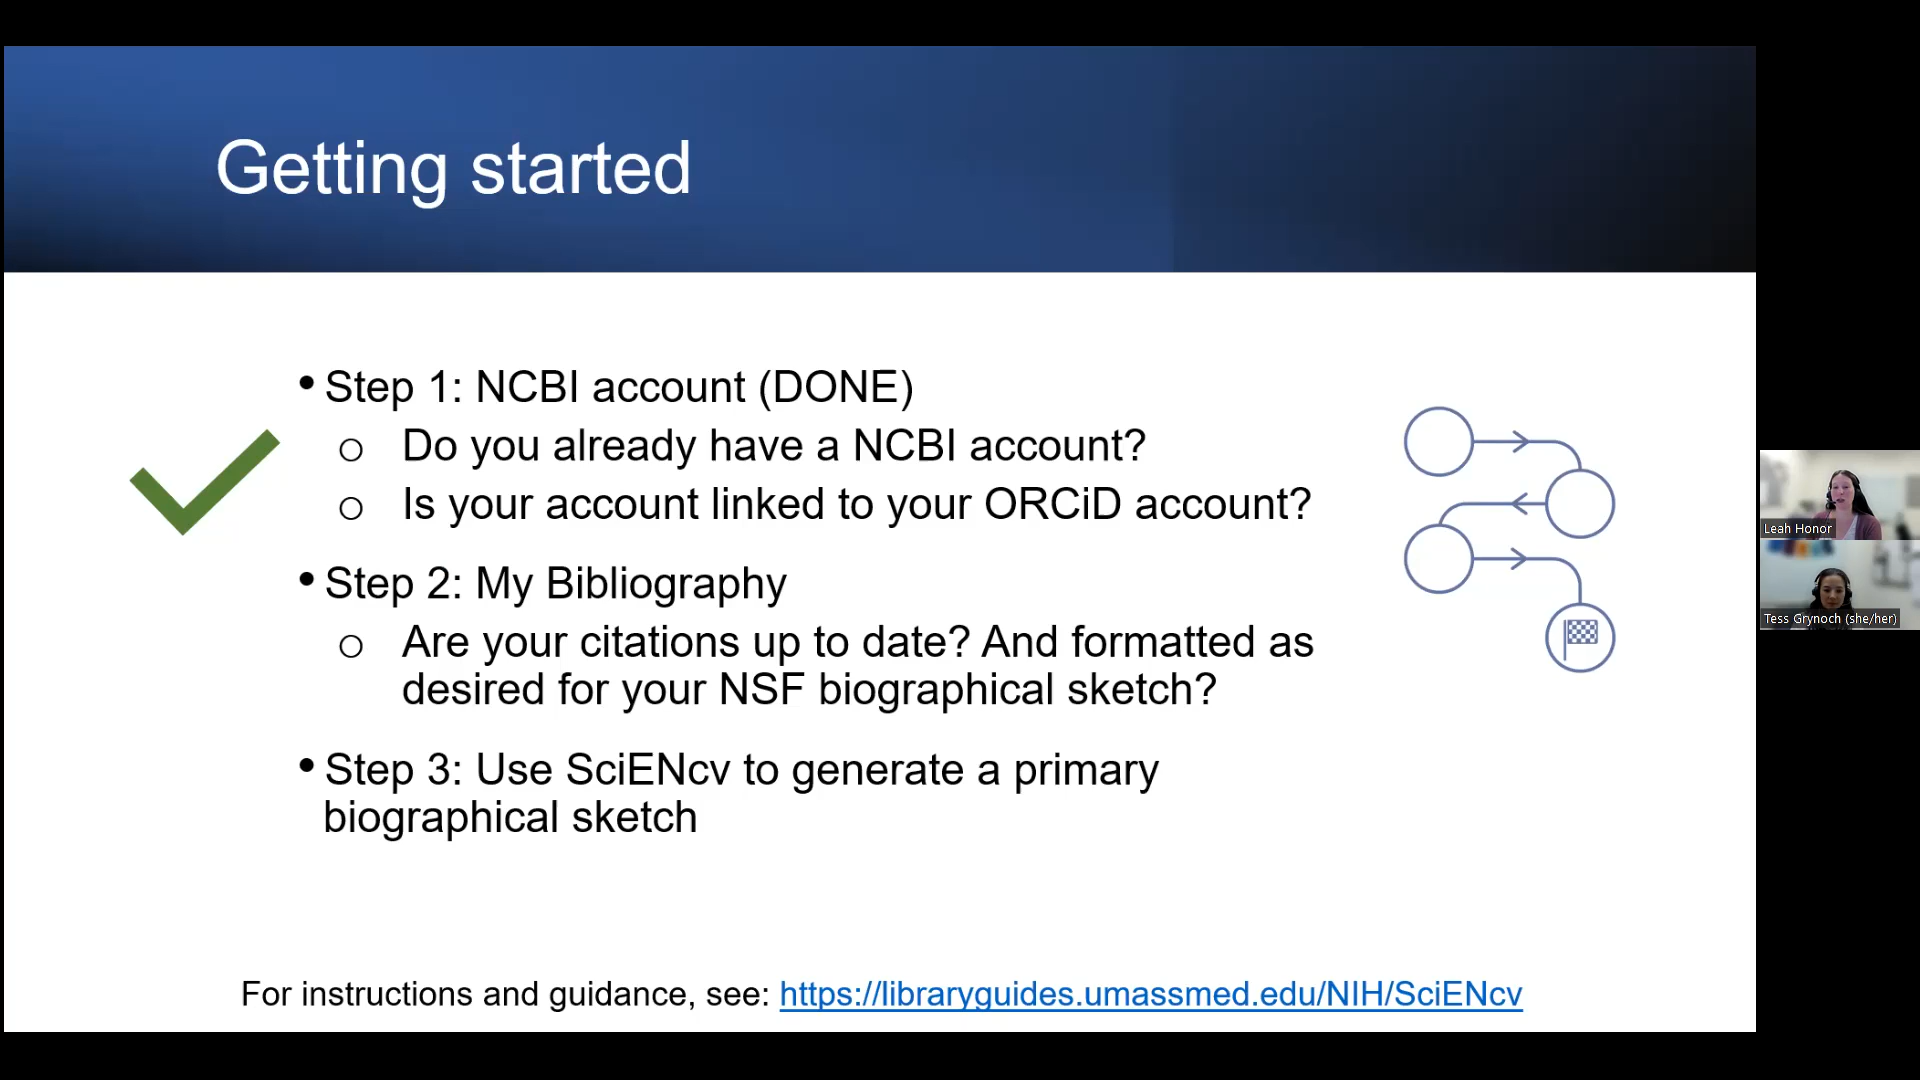 Getting started
• Step 1: NCBI account (DONE)
o Do you already have a NCBI account?
o Is your account linked to your ORCiD account?
• Step 2: My Bibliography
o Are your citations up to date? And formatted as
desired for your NSF biographical sketch?
• Step 3: Use SciENcv to generate a primary
biographical sketch
For instructions and guidance, see: https://libraryguides.umassmed.edu/NIH/SciENcv
Leah Honor
Tess Grynoch (she/her)